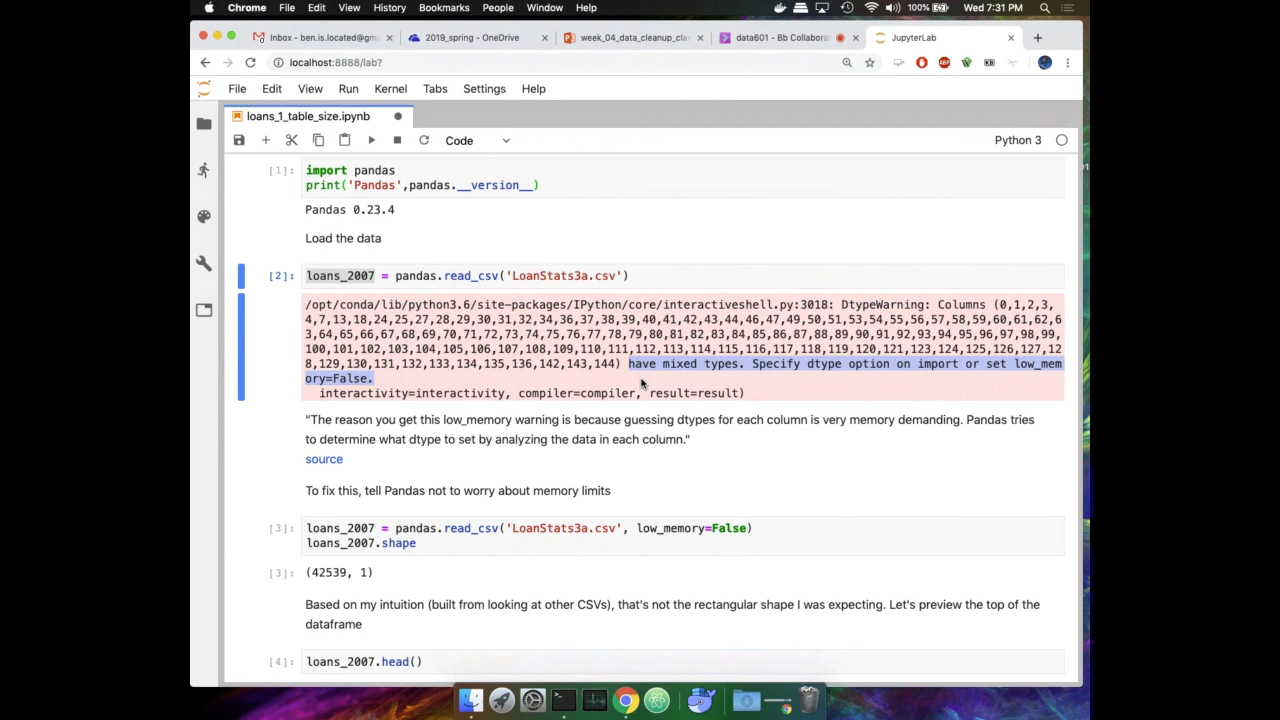 Chrome File Edit View History Bookmarks People Window Help 100% Wed 7:31 PM
Inbox - ben.is.located@gma
2019_spring - OneDrive
week_04_data_cleanup_cla
data601 - Bb Collabora
JupyterLab
localhost:8888/lab?
File Edit View Run Kernel Tabs Settings Help
loans_1_table_size.ipynb
Code
Python 3
[1]: import pandas
print('Pandas',pandas.__version__)
Pandas 0.23.4
Load the data
[2]: loans_2007 = pandas.read_csv('LoanStats3a.csv')
/opt/conda/lib/python3.6/site-packages/IPython/core/interactiveshell.py:3018: DtypeWarning: Columns (0,1,2,3,
4,7,13,18,24,25,27,28,29,30,31,32,34,36,37,38,39,40,41,42,43,44,46,47,49,50,51,53,54,55,56,57,58,59,60,61,62,6
3,64,65,66,67,68,69,70,71,72,73,74,75,76,77,78,79,80,81,82,83,84,85,86,87,88,89,90,91,92,93,94,95,96,97,98,99,
100,101,102,103,104,105,106,107,108,109,110,111,112,113,114,115,116,117,118,119,120,121,123,124,125,126,127,12
8,129,130,131,132,133,134,135,136,142,143,144) have mixed types. Specify dtype option on import or set low_mem
ory=False.
interactivity=interactivity, compiler=compiler, result=result)
"The reason you get this low_memory warning is because guessing dtypes for each column is very memory demanding. Pandas tries
to determine what dtype to set by analyzing the data in each column."
source
To fix this, tell Pandas not to worry about memory limits
[3]: loans_2007 = pandas.read_csv('LoanStats3a.csv', low_memory=False)
loans_2007.shape
[3]: (42539, 1)
Based on my intuition (built from looking at other CSVs), that's not the rectangular shape I was expecting. Let's preview the top of the
dataframe
[4]: loans_2007.head()